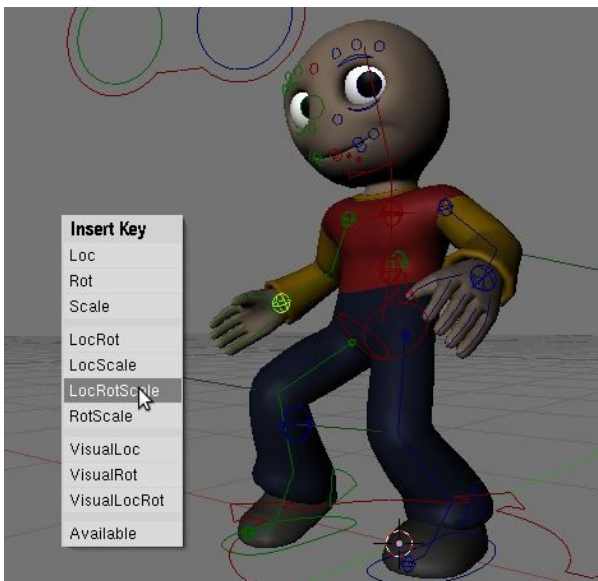 Insert Key
Loc
Rot
Scale
LocRot
LocScale
LocRotScale
RotScale
VisualLoc
VisualRot
VisualLocRot
Available